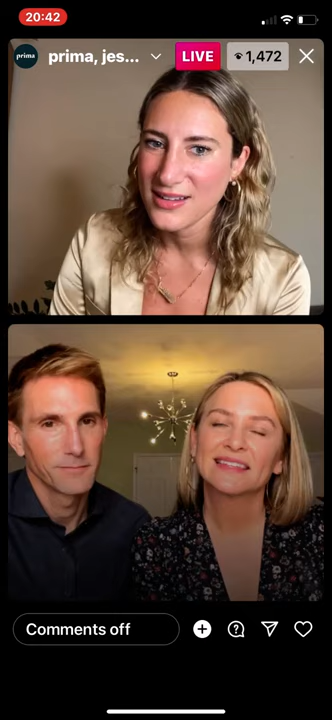 20:42
prima
prima, jes...
LIVE
1,472
Comments off